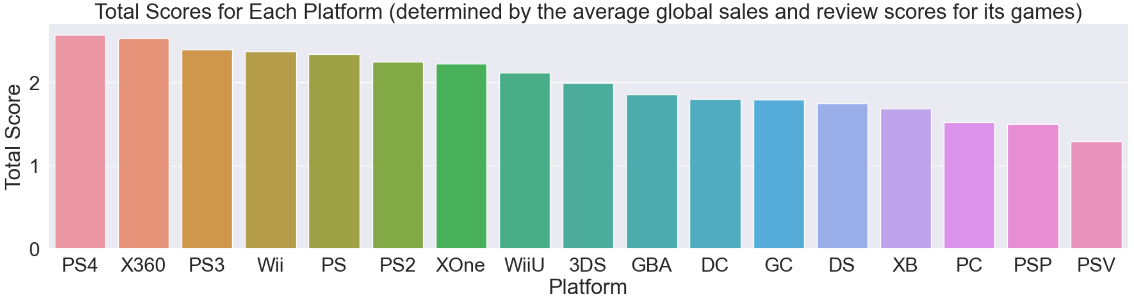 Total Scores for Each Platform (determined by the average global sales and review scores for its games)
Total Score
2
1
0
PS4 X360 PS3 Wii PS PS2 XOne WiiU 3DS GBA DC GC DS XB PC PSP PSV
Platform